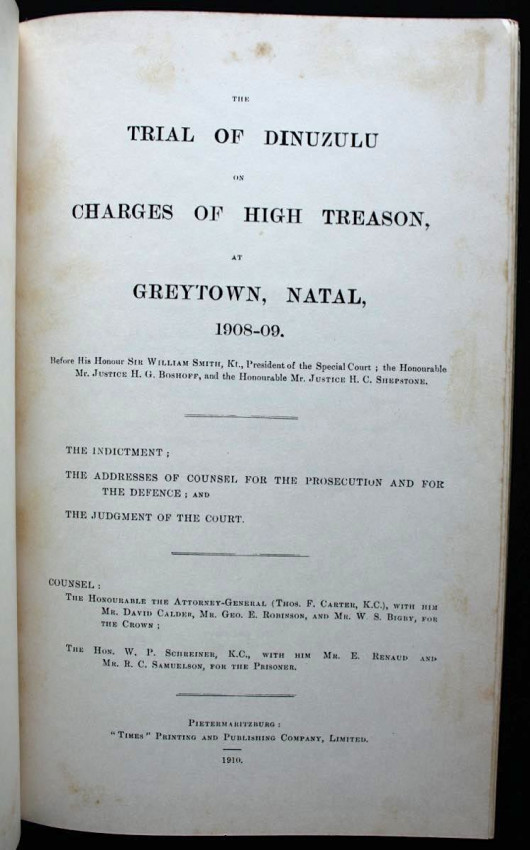 THE
TRIAL OF DINUZULU
ON
CHARGES OF HIGH TREASON,
AT
GREYTOWN, NATAL,
1908-09.
Before His Honour SIR WILLIAM SMITH, Kt., President of the Special Court ; the Honourable
Mr. JUSTICE H. G. BOSHOFF, and the Honourable Mr. JUSTICE H. C. SHEPSTONE.
THE INDICTMENT ;
THE ADDRESSES OF COUNSEL FOR THE PROSECUTION AND FOR
THE DEFENCE ; AND
THE JUDGMENT OF THE COURT.
COUNSEL :
THE HONOURABLE THE ATTORNEY-GENERAL (THOS. F. CARTER, K.C.), WITH HIM
MR. DAVID CALDER, MR. GEO. E. ROBINSON, AND MR. W. S. BIGBY, FOR
THE CROWN ;
THE HON. W. P. SCHREINER, K.C., WITH HIM MR. E. RENAUD AND
MR. R. C. SAMUELSON, FOR THE PRISONER.
PIETERMARITZBURG :
"TIMES" PRINTING AND PUBLISHING COMPANY, LIMITED.
1910.